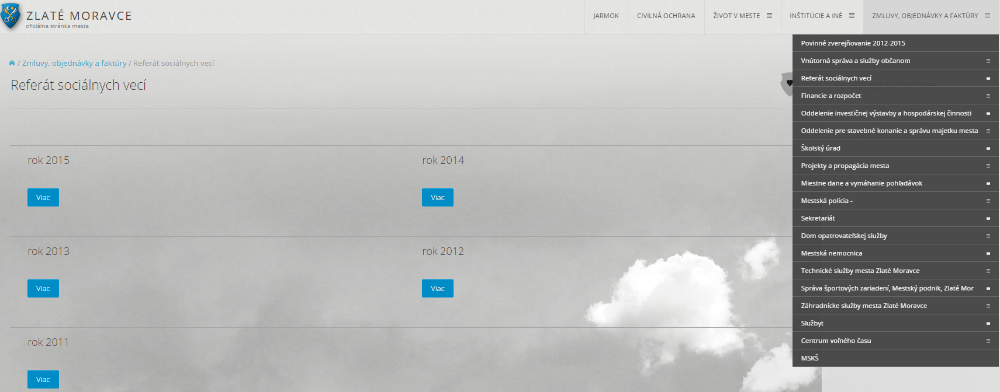 ZLATÉ MORAVCE
oficiálna stránka mesta
JARMOK
CIVILNÁ OCHRANA
ŽIVOT V MESTE
INŠTITÚCIE A INÉ
ZMLUVY, OBJEDNÁVKY A FAKTÚRY
/ Zmluvy, objednávky a faktúry / Referát sociálnych vecí
Referát sociálnych vecí
rok 2015
Viac
rok 2014
Viac
rok 2013
Viac
rok 2012
Viac
rok 2011
Viac
Povinné zverejňovanie 2012-2015
Vnútorná správa a služby občanom
Referát sociálnych vecí
Financie a rozpočet
Oddelenie investičnej výstavby a hospodárskej činnosti
Oddelenie pre stavebné konanie a správu majetku mesta
Školský úrad
Projekty a propagácia mesta
Miestne dane a vymáhanie pohľadávok
Mestská polícia -
Sekretariát
Dom opatrovateľskej služby
Mestská nemocnica
Technické služby mesta Zlaté Moravce
Správa športových zariadení, Mestský podnik, Zlaté Mor
Záhradnícke služby mesta Zlaté Moravce
Službyt
Centrum voľného času
MSKŠ